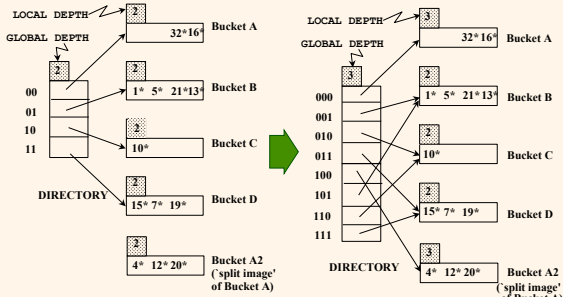 LOCAL DEPTH
GLOBAL DEPTH
2
2
32*16*
Bucket A
00
01
10
11
2
1* 5* 21*13*
Bucket B
2
10*
Bucket C
DIRECTORY
2
15* 7* 19*
Bucket D
2
4* 12*20*
Bucket A2
(`split image'
of Bucket A)
LOCAL DEPTH
GLOBAL DEPTH
3
3
32*16*
Bucket A
000
001
010
011
100
101
110
111
2
1* 5* 21*13*
Bucket B
2
10*
Bucket C
2
15* 7* 19*
Bucket D
DIRECTORY
3
4* 12*20*
Bucket A2
(`split image'
of Bucket A)